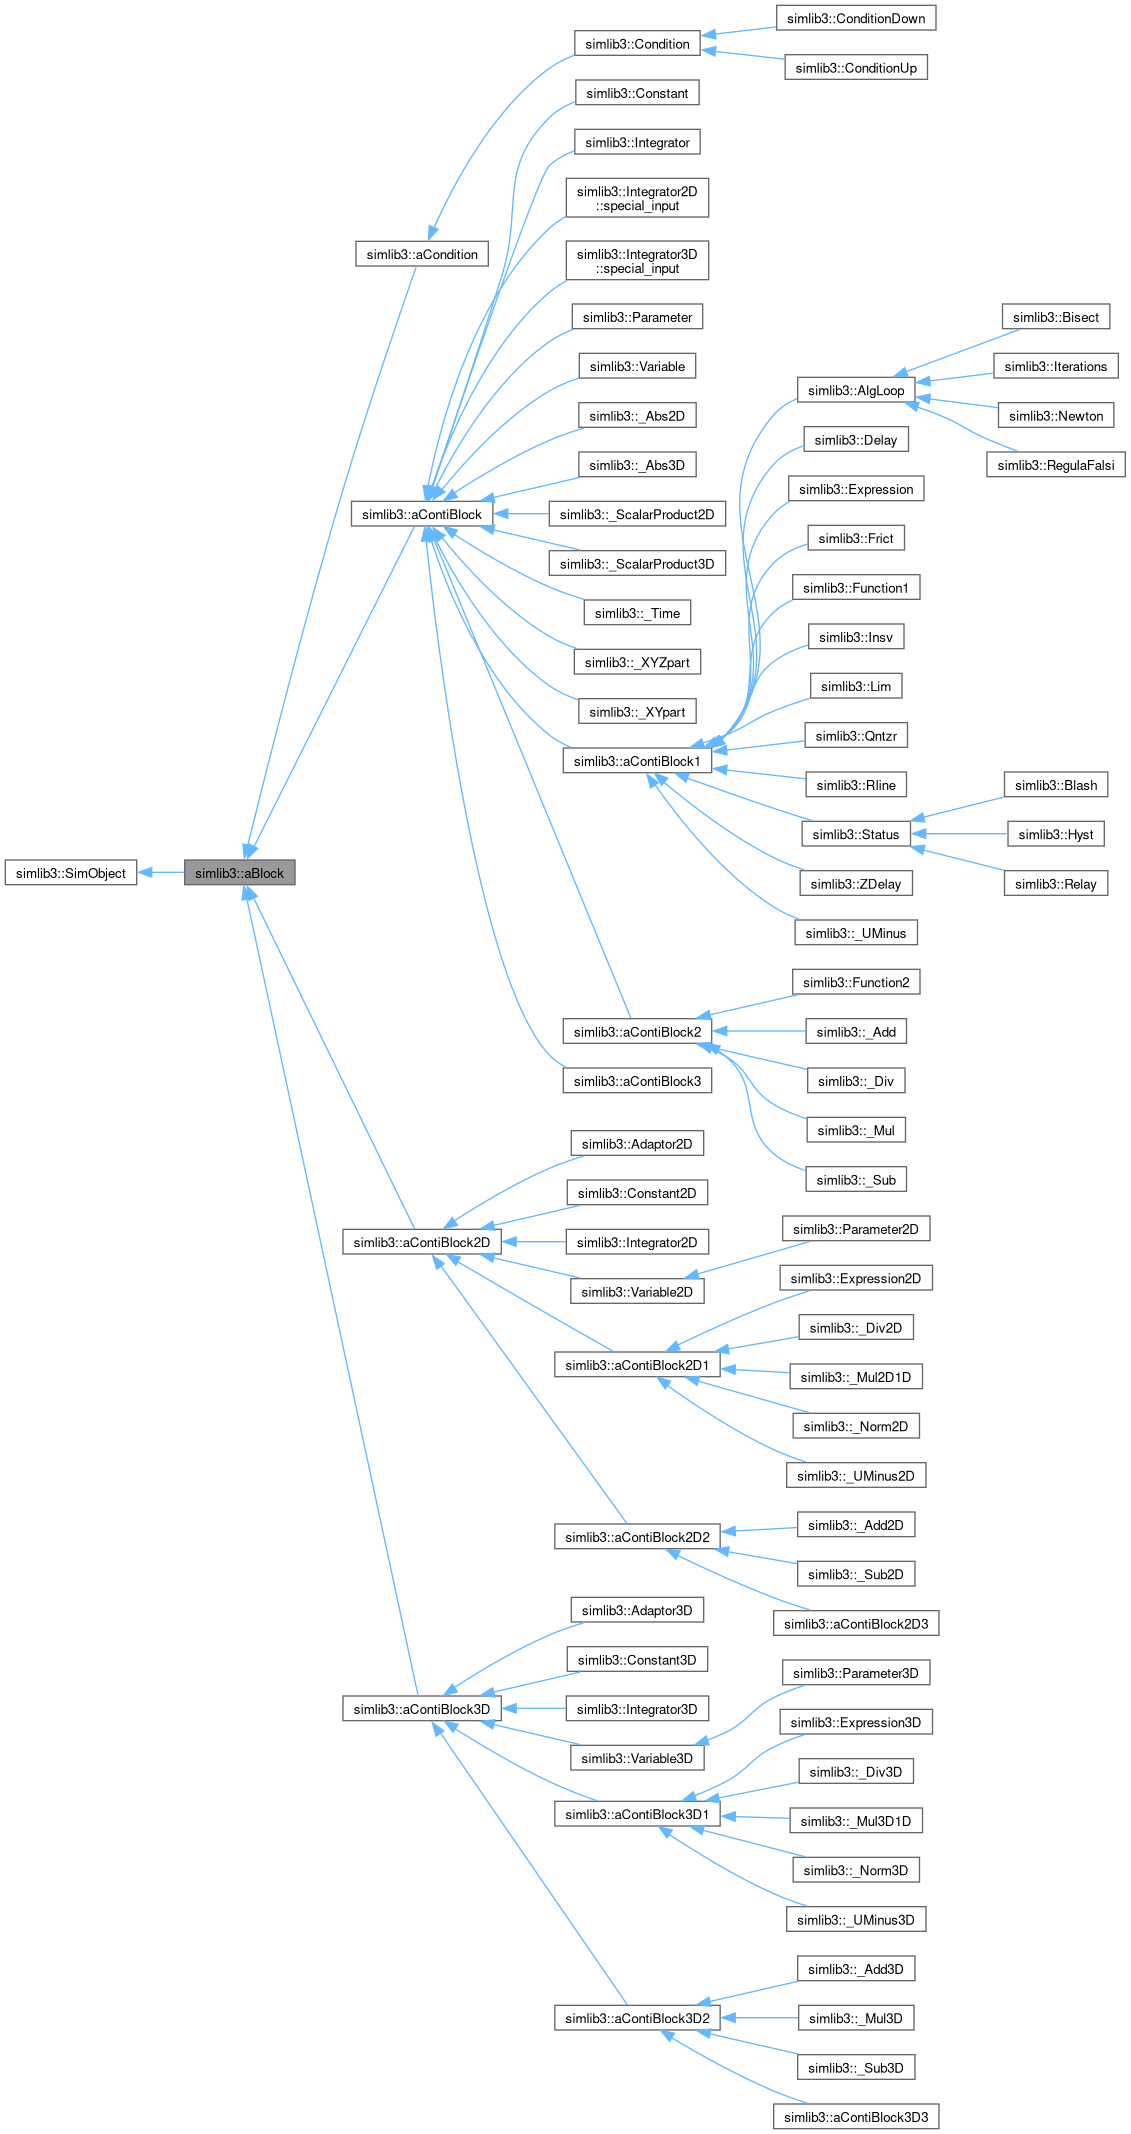 simlib3::SimObject
simlib3::aBlock
simlib3::aCondition
simlib3::Condition
simlib3::ConditionDown
simlib3::ConditionUp
simlib3::aContiBlock
simlib3::Constant
simlib3::Integrator
simlib3::Integrator2D
::special_input
simlib3::Integrator3D
::special_input
simlib3::Parameter
simlib3::Variable
simlib3::_Abs2D
simlib3::_Abs3D
simlib3::_ScalarProduct2D
simlib3::_ScalarProduct3D
simlib3::_Time
simlib3::_XYZpart
simlib3::_XYpart
simlib3::aContiBlock1
simlib3::AlgLoop
simlib3::Bisect
simlib3::Iterations
simlib3::Newton
simlib3::RegulaFalsi
simlib3::Delay
simlib3::Expression
simlib3::Frict
simlib3::Function1
simlib3::Insv
simlib3::Lim
simlib3::Qntzr
simlib3::Rline
simlib3::Status
simlib3::Blash
simlib3::Hyst
simlib3::Relay
simlib3::ZDelay
simlib3::_UMinus
simlib3::aContiBlock2
simlib3::Function2
simlib3::_Add
simlib3::_Div
simlib3::_Mul
simlib3::_Sub
simlib3::aContiBlock3
simlib3::aContiBlock2D
simlib3::Adaptor2D
simlib3::Constant2D
simlib3::Integrator2D
simlib3::Variable2D
simlib3::Parameter2D
simlib3::aContiBlock2D1
simlib3::Expression2D
simlib3::_Div2D
simlib3::_Mul2D1D
simlib3::_Norm2D
simlib3::_UMinus2D
simlib3::aContiBlock2D2
simlib3::_Add2D
simlib3::_Sub2D
simlib3::aContiBlock2D3
simlib3::aContiBlock3D
simlib3::Adaptor3D
simlib3::Constant3D
simlib3::Integrator3D
simlib3::Variable3D
simlib3::Parameter3D
simlib3::aContiBlock3D1
simlib3::Expression3D
simlib3::_Div3D
simlib3::_Mul3D1D
simlib3::_Norm3D
simlib3::_UMinus3D
simlib3::aContiBlock3D2
simlib3::_Add3D
simlib3::_Mul3D
simlib3::_Sub3D
simlib3::aContiBlock3D3